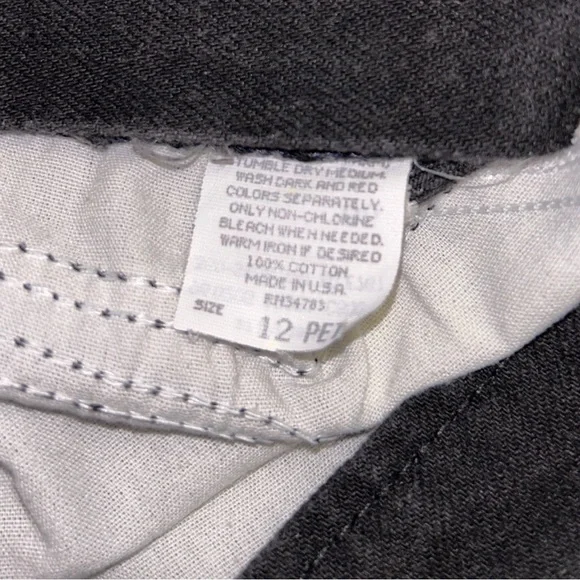 TUMBLE DRY MEDIUM.
WASH DARK AND RED
COLORS SEPARATELY.
ONLY NON-CHLORINE
BLEACH WHEN NEEDED.
WARM IRON IF DESIRED
100% COTTON
MADE IN U.S.A.
RN34785
SIZE 12 PET